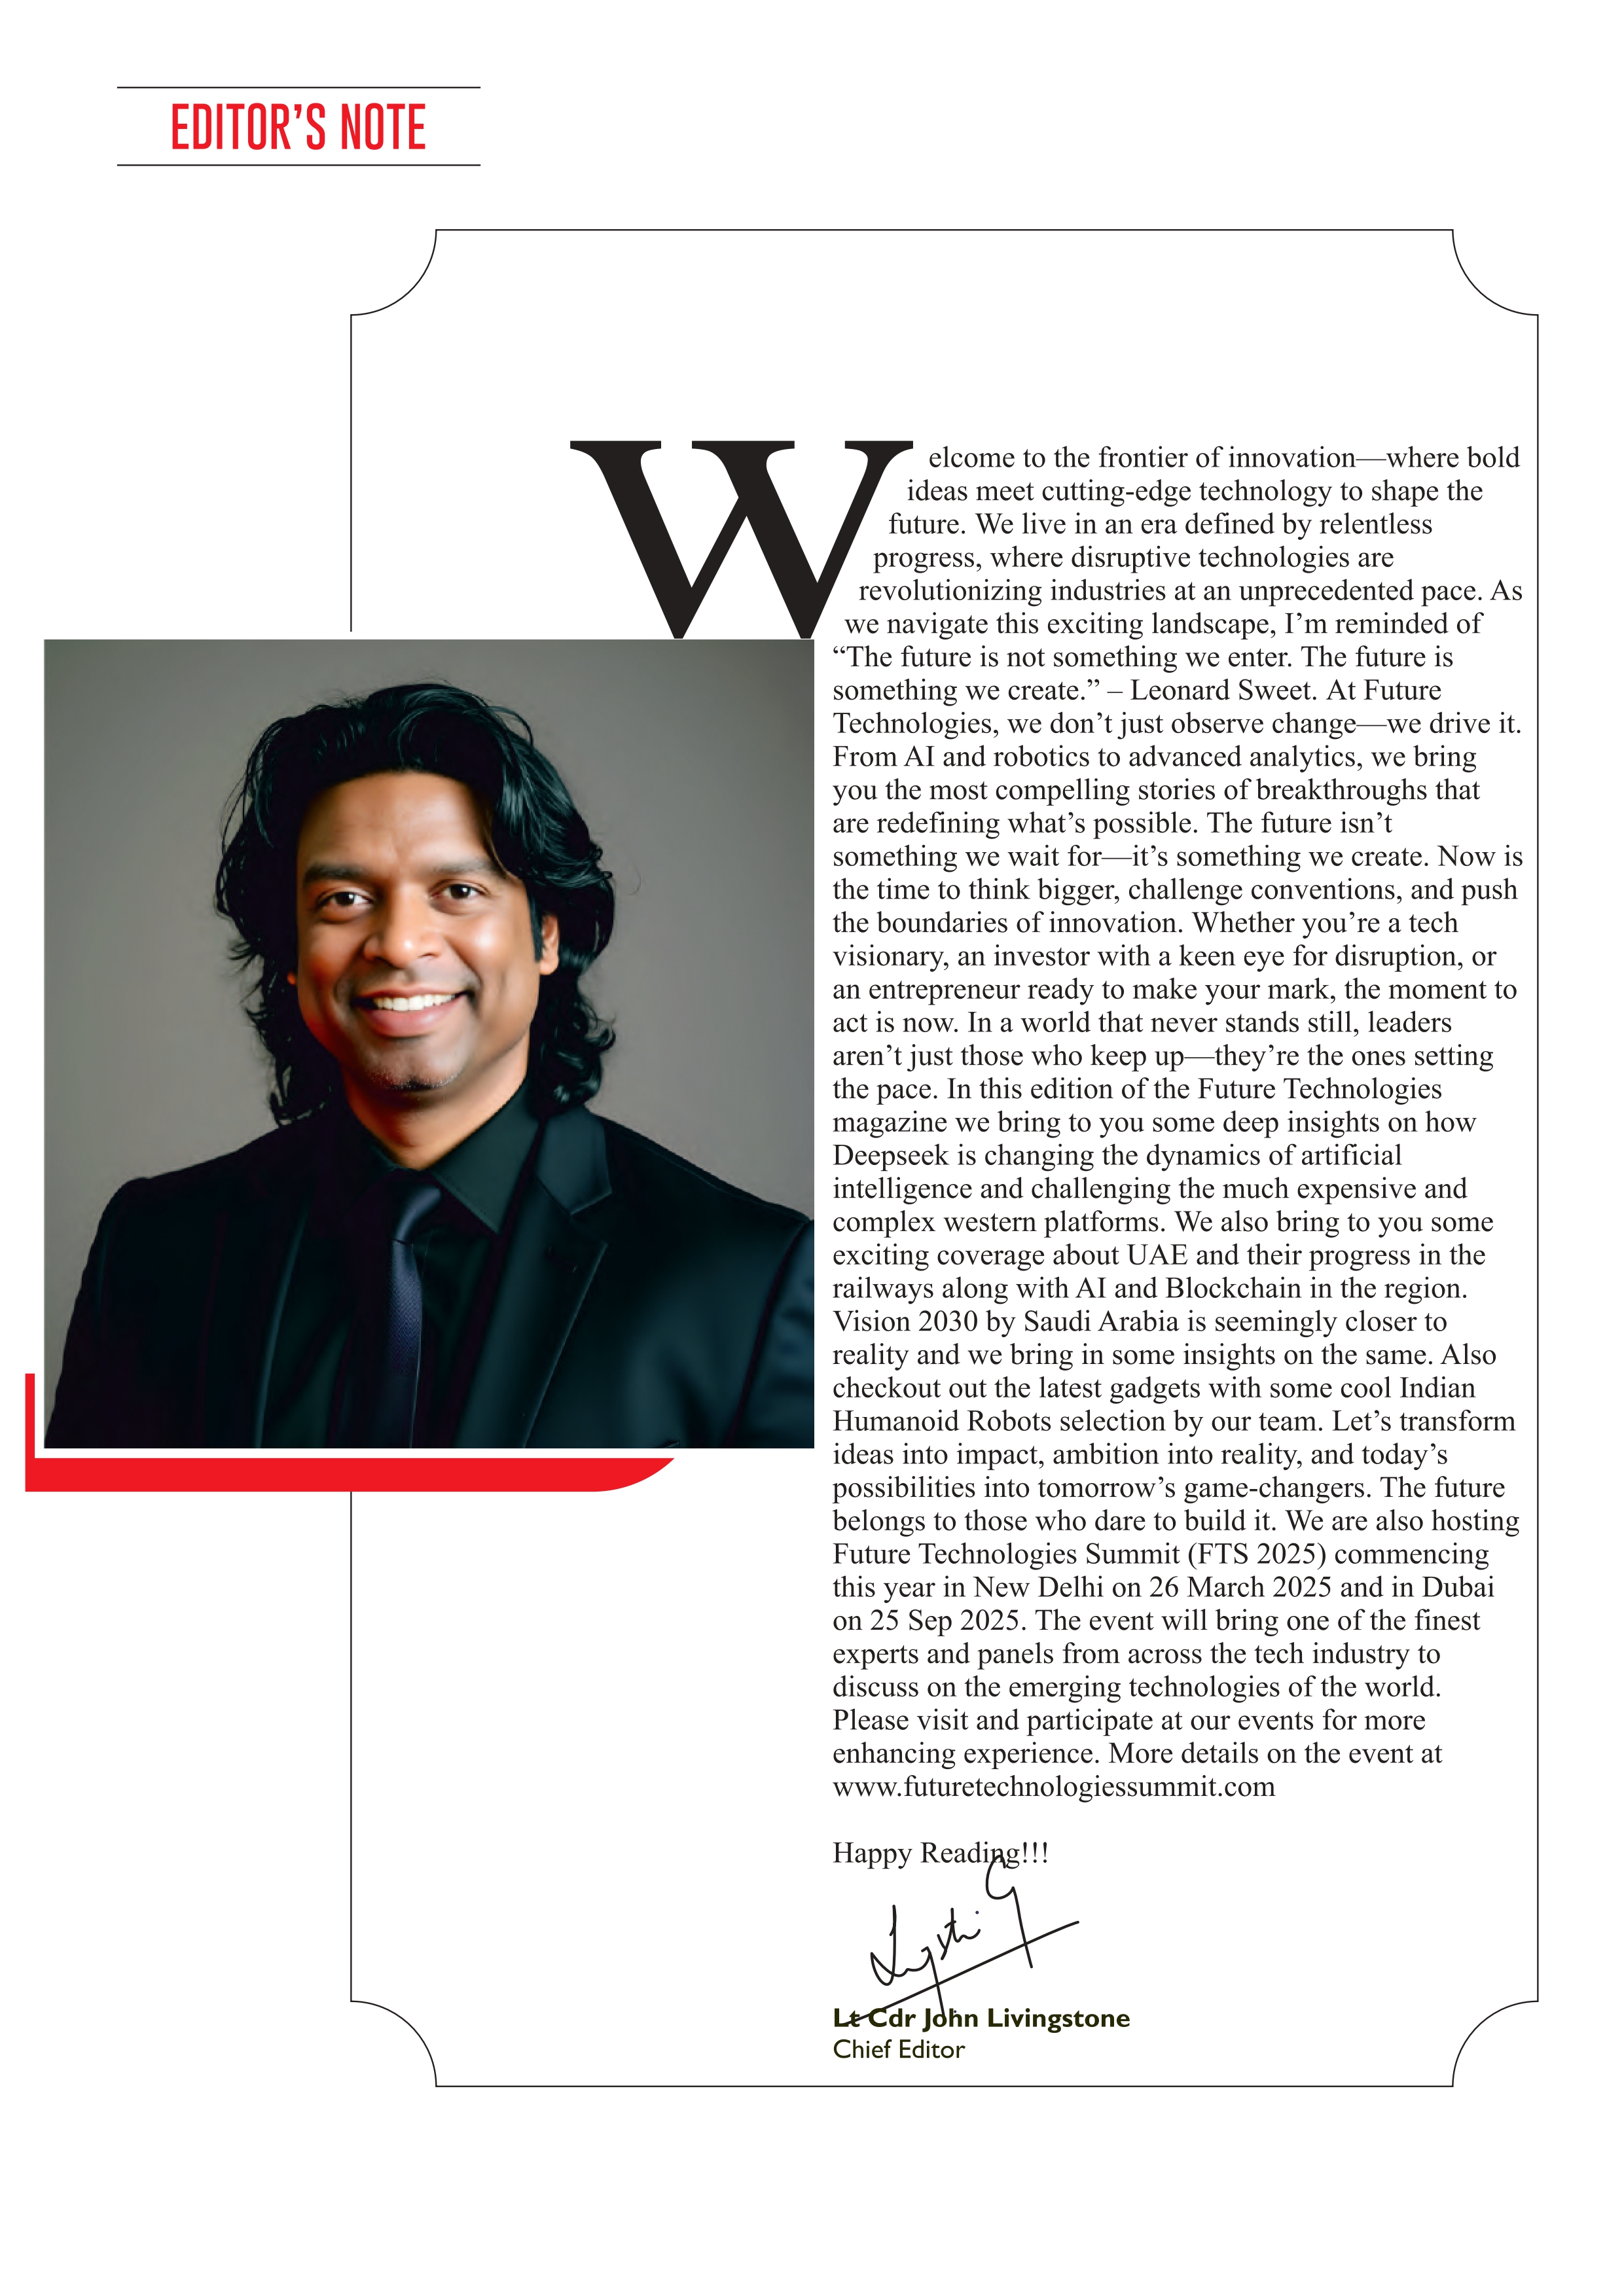 EDITOR’S NOTE
Welcome to the frontier of innovation—where bold
ideas meet cutting-edge technology to shape the
future. We live in an era defined by relentless
progress, where disruptive technologies are
revolutionizing industries at an unprecedented pace. As
we navigate this exciting landscape, I’m reminded of
“The future is not something we enter. The future is
something we create.” – Leonard Sweet. At Future
Technologies, we don’t just observe change—we drive it.
From AI and robotics to advanced analytics, we bring
you the most compelling stories of breakthroughs that
are redefining what’s possible. The future isn’t
something we wait for—it’s something we create. Now is
the time to think bigger, challenge conventions, and push
the boundaries of innovation. Whether you’re a tech
visionary, an investor with a keen eye for disruption, or
an entrepreneur ready to make your mark, the moment to
act is now. In a world that never stands still, leaders
aren’t just those who keep up—they’re the ones setting
the pace. In this edition of the Future Technologies
magazine we bring to you some deep insights on how
Deepseek is changing the dynamics of artificial
intelligence and challenging the much expensive and
complex western platforms. We also bring to you some
exciting coverage about UAE and their progress in the
railways along with AI and Blockchain in the region.
Vision 2030 by Saudi Arabia is seemingly closer to
reality and we bring in some insights on the same. Also
checkout out the latest gadgets with some cool Indian
Humanoid Robots selection by our team. Let’s transform
ideas into impact, ambition into reality, and today’s
possibilities into tomorrow’s game-changers. The future
belongs to those who dare to build it. We are also hosting
Future Technologies Summit (FTS 2025) commencing
this year in New Delhi on 26 March 2025 and in Dubai
on 25 Sep 2025. The event will bring one of the finest
experts and panels from across the tech industry to
discuss on the emerging technologies of the world.
Please visit and participate at our events for more
enhancing experience. More details on the event at
www.futuretechnologiessummit.com
Happy Reading!!!
Lt Cdr John Livingstone
Chief Editor